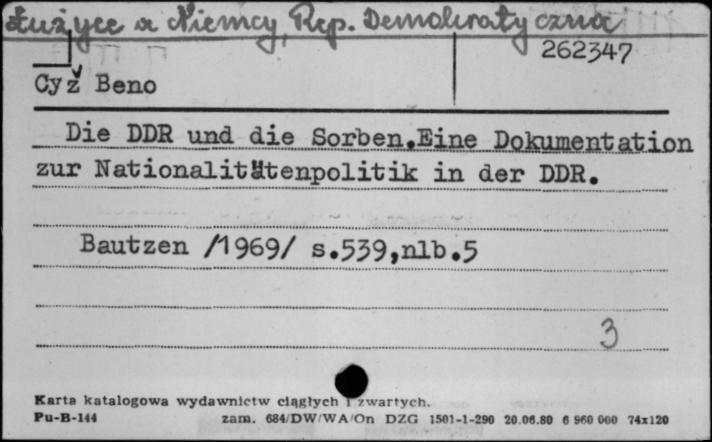 Łużyce a Niemcy, Rep. Demokratyczna
262347
Cyž Beno
Die DDR und die Sorben.Eine Dokumentation
zur Nationalitätenpolitik in der DDR.
Bautzen /1969/ s.539,nlb.5
3
Karta katalogowa wydawnictw ciągłych i zwartych.
Pu-B-144 zam. 684/DW/WA/On DZG 1501-1-290 20.06.80 6 960 000 74x120